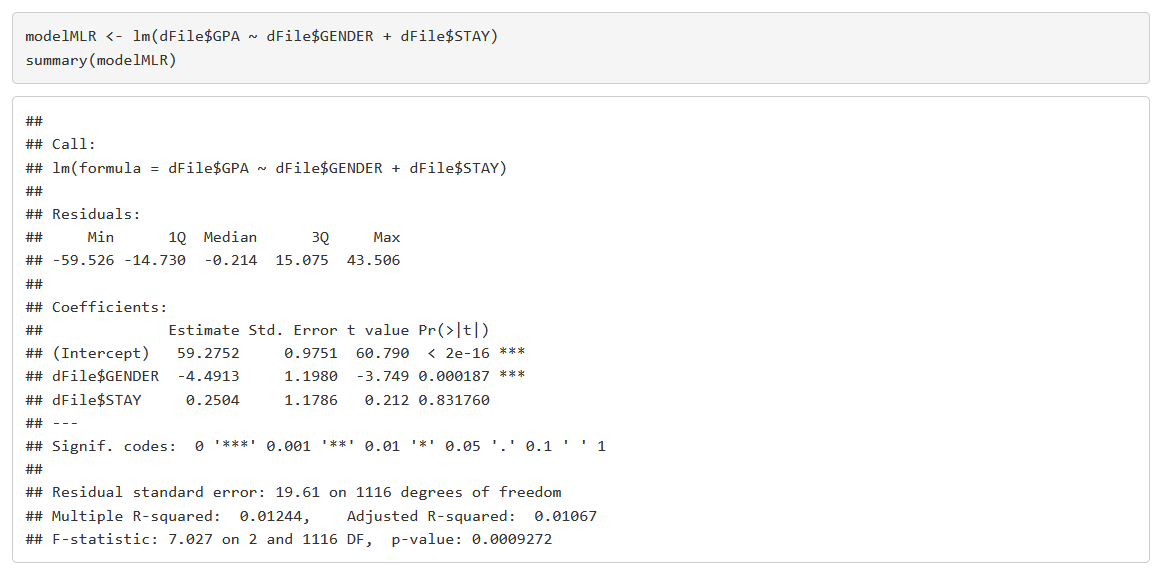 modelMLR <- lm(dFile$GPA ~ dFile$GENDER + dFile$STAY)
summary(modelMLR)
##
## Call:
## lm(formula = dFile$GPA ~ dFile$GENDER + dFile$STAY)
##
## Residuals:
##     Min      1Q  Median      3Q     Max
## -59.526 -14.730  -0.214  15.075  43.506
##
## Coefficients:
##              Estimate Std. Error t value Pr(>|t|)
## (Intercept)   59.2752     0.9751  60.790  < 2e-16 ***
## dFile$GENDER  -4.4913     1.1980  -3.749 0.000187 ***
## dFile$STAY     0.2504     1.1786   0.212 0.831760
## ---
## Signif. codes:  0 '***' 0.001 '**' 0.01 '*' 0.05 '.' 0.1 ' ' 1
##
## Residual standard error: 19.61 on 1116 degrees of freedom
## Multiple R-squared:  0.01244,    Adjusted R-squared:  0.01067
## F-statistic: 7.027 on 2 and 1116 DF,  p-value: 0.0009272